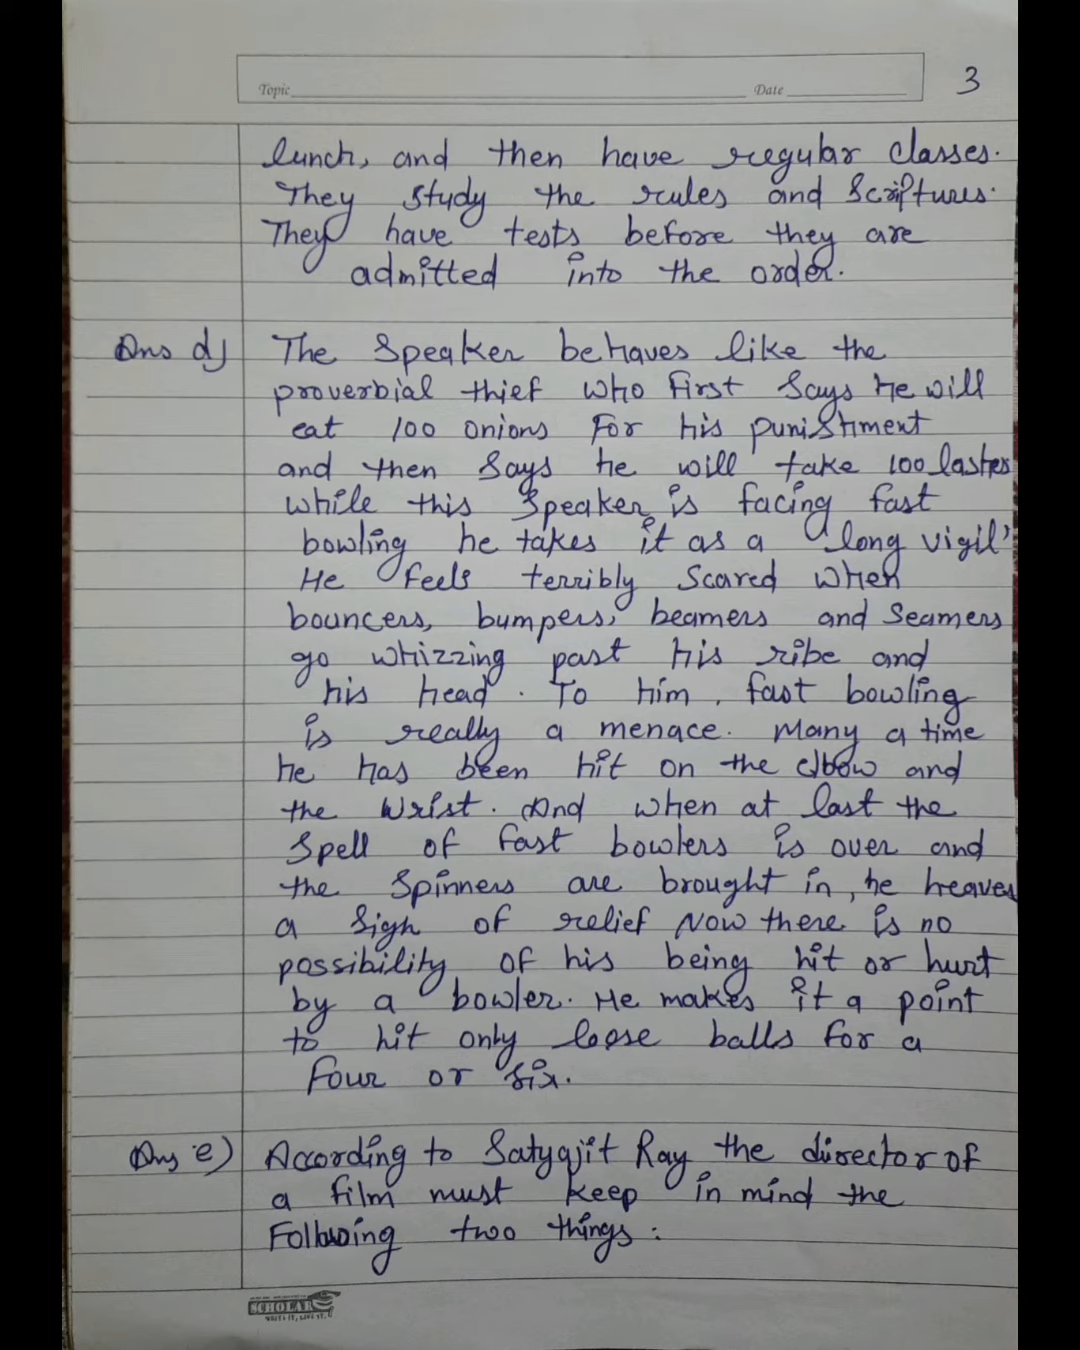 Topic Date 3
lunch, and then have regular classes.
They study the rules and Scriptures.
They have tests before they are
admitted into the order.
Ans d) The Speaker behaves like the
proverbial thief who first Says he will
eat 100 onions for his punishment
and then Says he will take 100 lashes
while this Speaker is facing fast
bowling he takes it as a 'long vigil'
He feels terribly Scared when
bouncers, bumpers, beamers and Seamers
go whizzing past his ribe and
his head. To him, fast bowling
is really a menace. Many a time
he has been hit on the elbow and
the wrist. And when at last the
Spell of fast bowlers is over and
the Spinners are brought in, he heaves
a Sigh of relief Now there is no
possibility of his being hit or hurt
by a bowler. He makes it a point
to hit only loose balls for a
four or Six.
Ans e) According to Satyajit Ray the director of
a film must keep in mind the
Following two things:
SCHOLAR